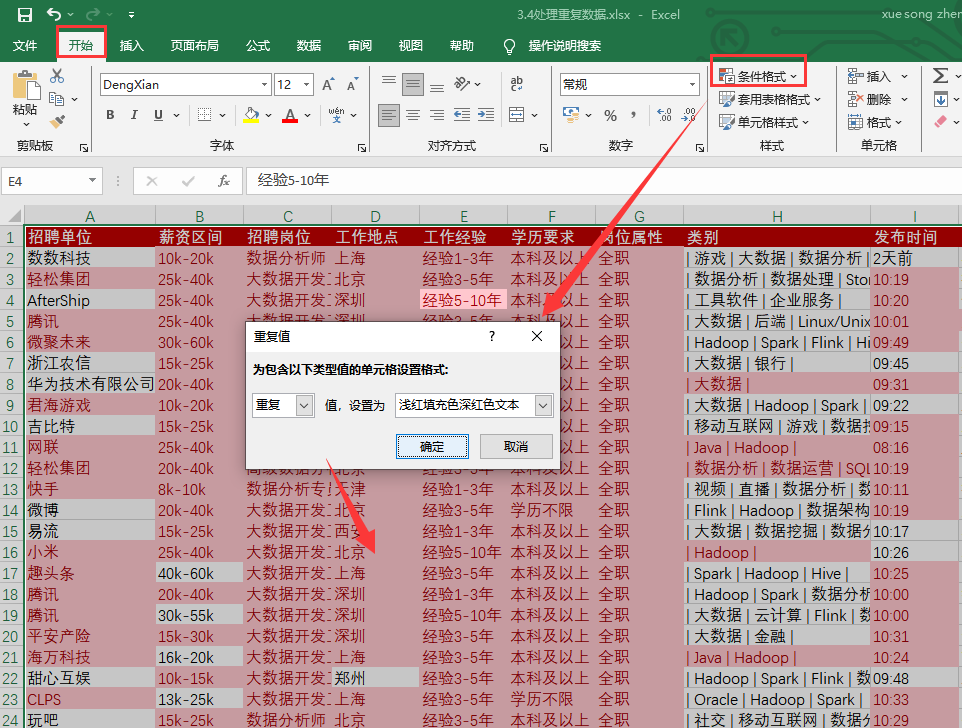 3.4处理重复数据.xlsx - Excel
xue song zhen
文件 开始 插入 页面布局 公式 数据 审阅 视图 帮助 操作说明搜索
粘贴
DengXian 12
B I U
wén
ab
常规
%
条件格式
套用表格格式
单元格样式
插入
删除
格式
剪贴板 字体 对齐方式 数字 样式 单元格
E4 fx 经验5-10年
A B C D E F G H I
1 招聘单位 薪资区间 招聘岗位 工作地点 工作经验 学历要求 岗位属性 类别 发布时间
2 数数科技 10k-20k 数据分析师 上海 经验1-3年 本科及以上 全职 | 游戏 | 大数据 | 数据分析 | 2天前
3 轻松集团 25k-40k 大数据开发工 北京 经验3-5年 本科及以上 全职 | 数据分析 | 数据处理 | Sto 10:19
4 AfterShip 25k-40k 大数据开发工 深圳 经验5-10年 本科及以上 全职 | 工具软件 | 企业服务 | 10:20
5 腾讯 25k-40k 大数据开发工 深圳 经验3-5年 本科及以上 全职 | 大数据 | 后端 | Linux/Unix 10:01
6 微聚未来 30k-60k 全职 | Hadoop | Spark | Flink | Hi 09:49
7 浙江农信 15k-25k 全职 | 大数据 | 银行 | 09:45
8 华为技术有限公司 20k-40k 全职 | 大数据 | 09:31
9 君海游戏 10k-20k 全职 | 大数据 | Hadoop | Spark | 09:22
10 吉比特 15k-25k 全职 | 移动互联网 | 游戏 | 数据挖 09:15
11 网联 25k-40k 全职 | Java | Hadoop | 08:16
12 轻松集团 20k-40k 高级数据分析 北京 经验3-5年 本科及以上 全职 | 数据分析 | 数据运营 | SQL 10:19
13 快手 8k-10k 数据分析专员 天津 经验1-3年 本科及以上 全职 | 视频 | 直播 | 数据分析 | 数 10:11
14 微博 20k-40k 大数据开发工 北京 经验3-5年 学历不限 全职 | Flink | Hadoop | 数据架构 10:19
15 易流 15k-25k 大数据开发工 西安 经验3-5年 本科及以上 全职 | 大数据 | 数据挖掘 | 数据分 10:17
16 小米 25k-40k 大数据开发工 北京 经验5-10年 本科及以上 全职 | Hadoop | 10:26
17 趣头条 40k-60k 大数据开发工 上海 经验3-5年 本科及以上 全职 | Spark | Hadoop | Hive | 10:25
18 腾讯 20k-40k 大数据开发工 深圳 经验3-5年 本科及以上 全职 | Hadoop | Spark | 数据分析 10:00
19 腾讯 30k-55k 大数据开发工 深圳 经验5-10年 本科及以上 全职 | 大数据 | 云计算 | Flink | 数 10:00
20 平安产险 15k-30k 大数据开发工 深圳 经验3-5年 本科及以上 全职 | 大数据 | 金融 | 10:31
21 海万科技 16k-20k 大数据开发工 上海 经验3-5年 本科及以上 全职 | Java | Hadoop | 10:24
22 甜心互娱 10k-15k 大数据开发工 郑州 经验3-5年 本科及以上 全职 | Hadoop | Spark | Flink | 数 09:48
23 CLPS 13k-25k 大数据开发工 上海 经验3-5年 学历不限 全职 | Oracle | Hadoop | Spark | 10:33
24 玩吧 15k-25k 数据分析师 北京 经验3-5年 本科及以上 全职 | 社交 | 移动互联网 | 数据分 10:29
重复值 ?
为包含以下类型值的单元格设置格式:
重复 值，设置为 浅红填充色深红色文本
确定 取消